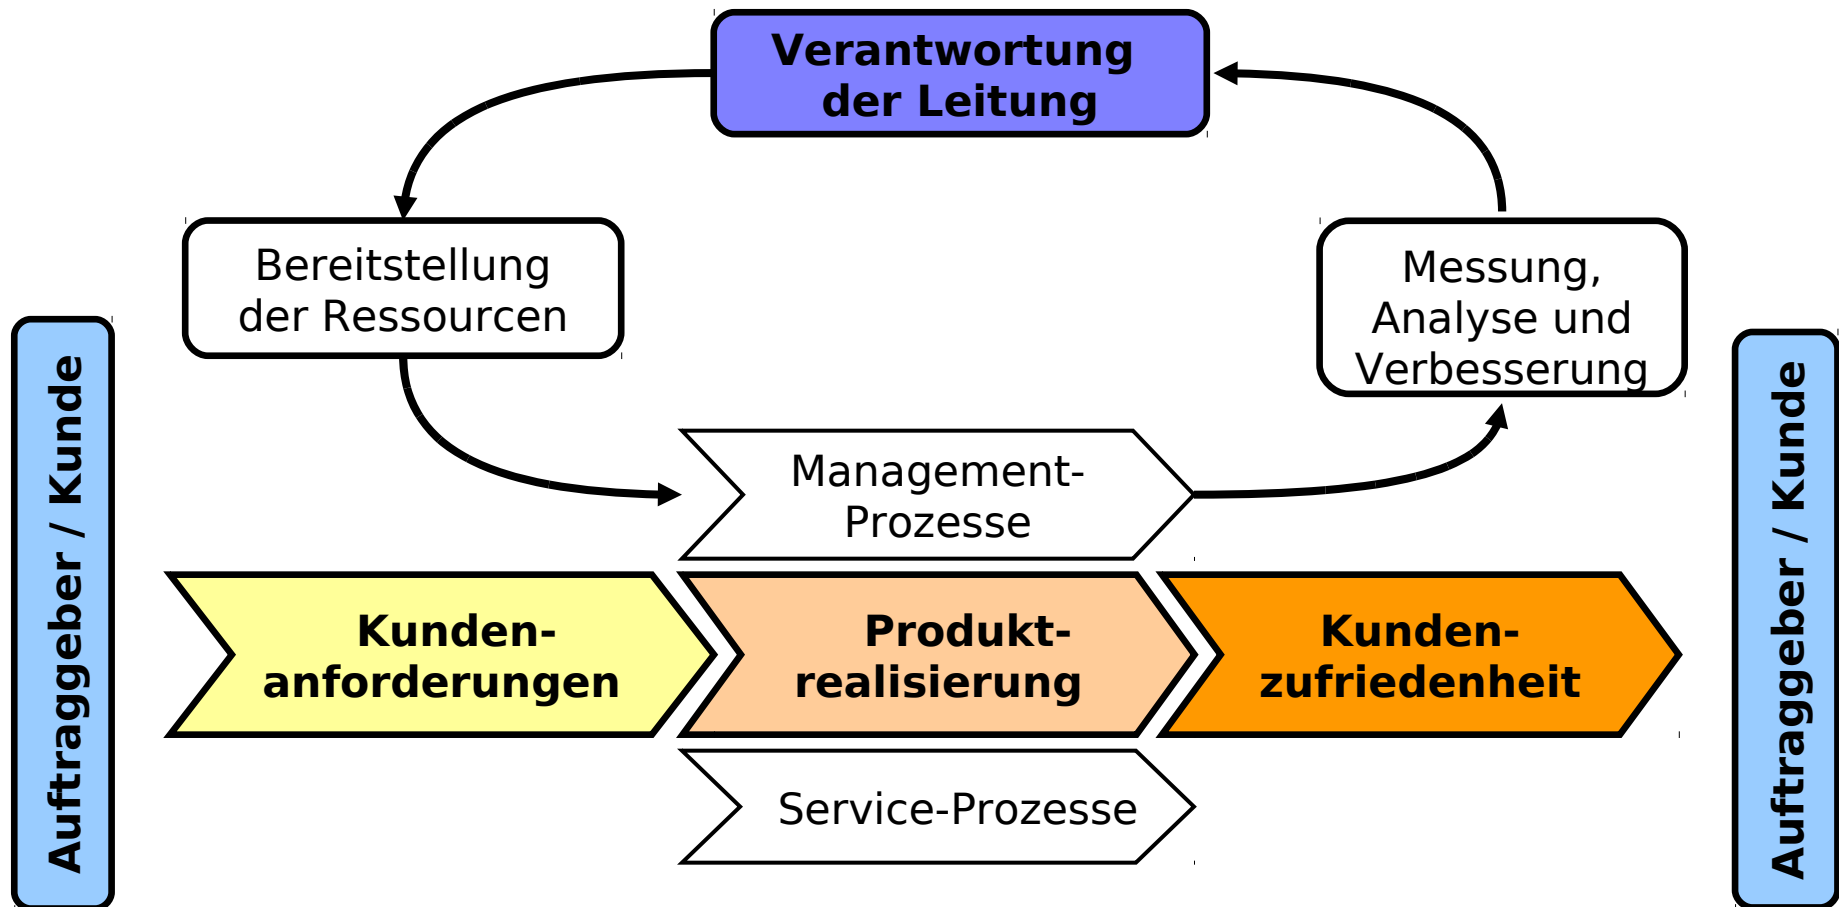 Verantwortung
der Leitung
Bereitstellung
der Ressourcen
Messung,
Analyse und
Verbesserung
Auftraggeber / Kunde
Auftraggeber / Kunde
Management-
Prozesse
Kunden-
anforderungen
Produkt-
realisierung
Kunden-
zufriedenheit
Service-Prozesse